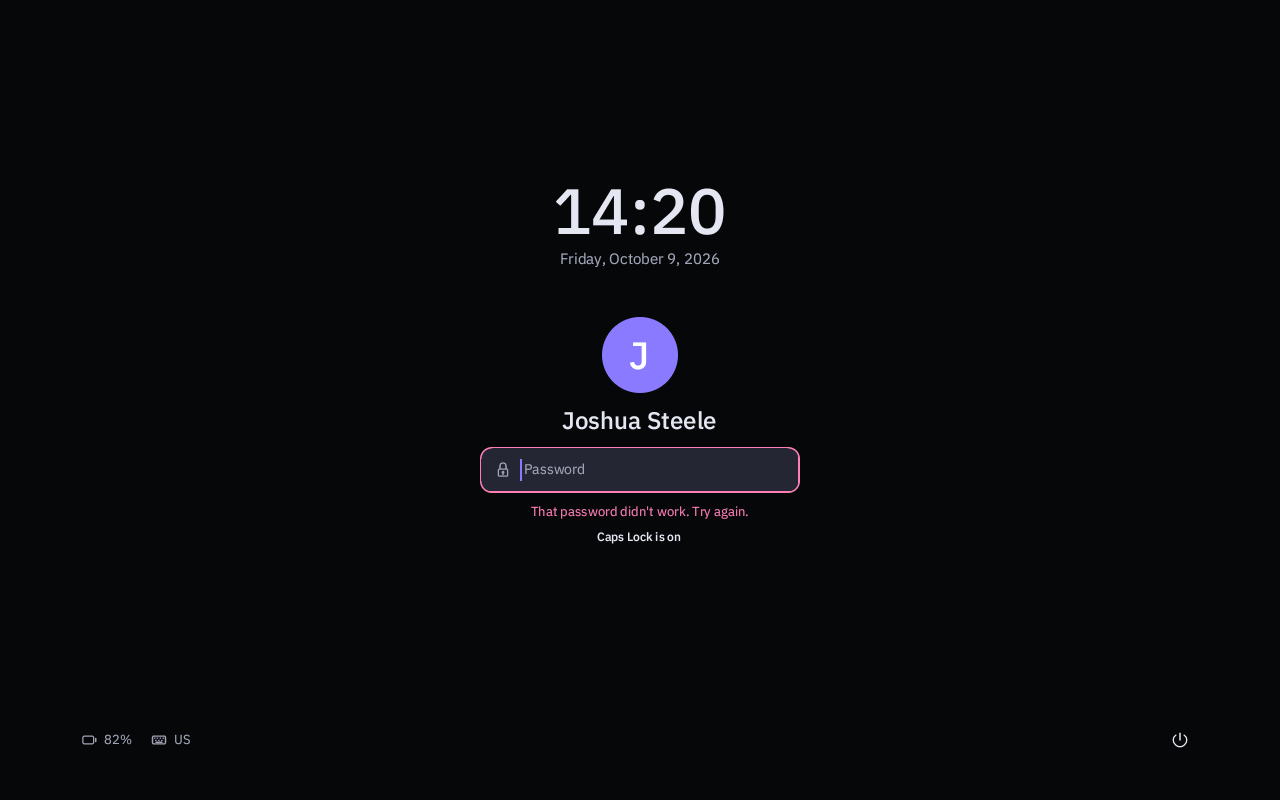 14:20
Friday, October 9, 2026
J
Joshua Steele
Password
That password didn't work. Try again.
Caps Lock is on
82% US